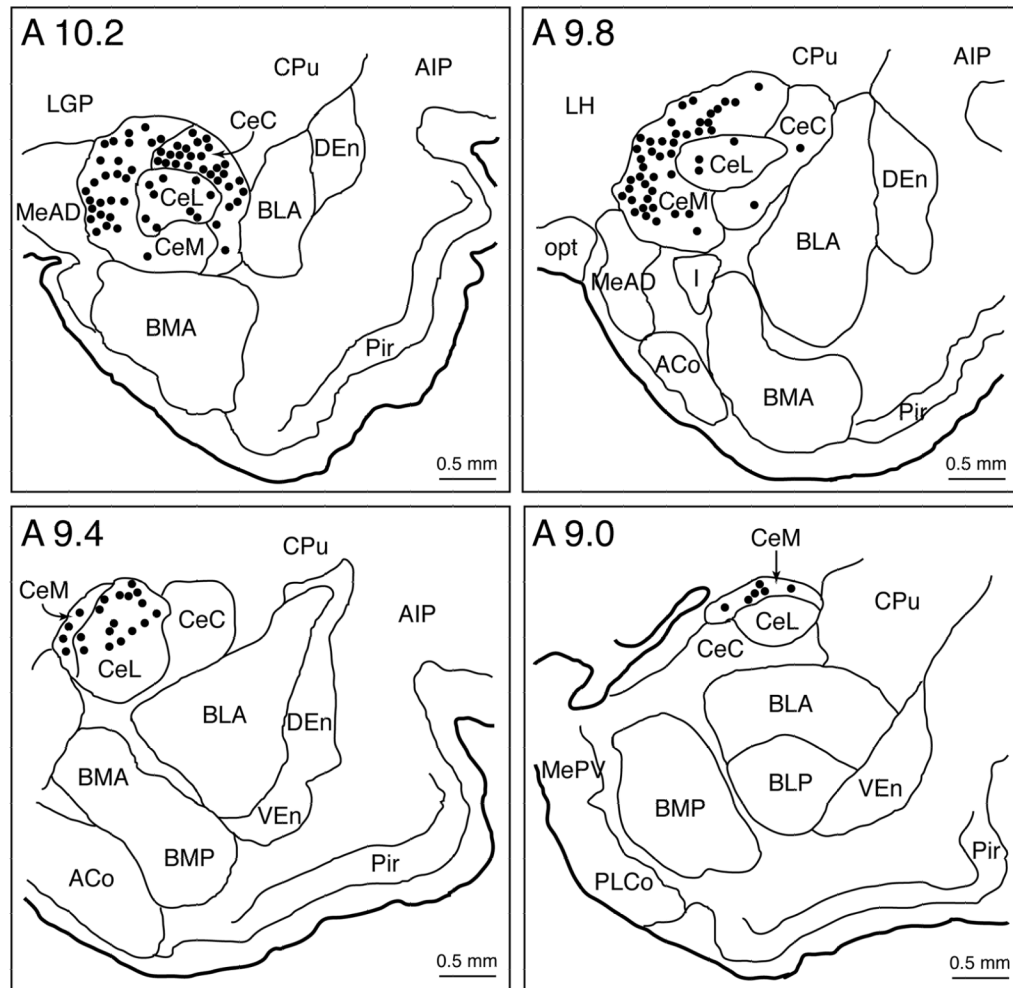 A 10.2
CPu
AIP
LGP
CeC
DEn
CeL
MeAD
BLA
CeM
BMA
Pir
0.5 mm
A 9.8
CPu
AIP
LH
CeC
CeL
DEn
CeM
BLA
opt
MeAD
I
ACo
BMA
Pir
0.5 mm
A 9.4
CPu
CeM
AIP
CeC
CeL
BLA
DEn
BMA
VEn
BMP
Pir
ACo
0.5 mm
A 9.0
CeM
CPu
CeL
CeC
BLA
MePV
BLP
VEn
BMP
Pir
PLCo
0.5 mm